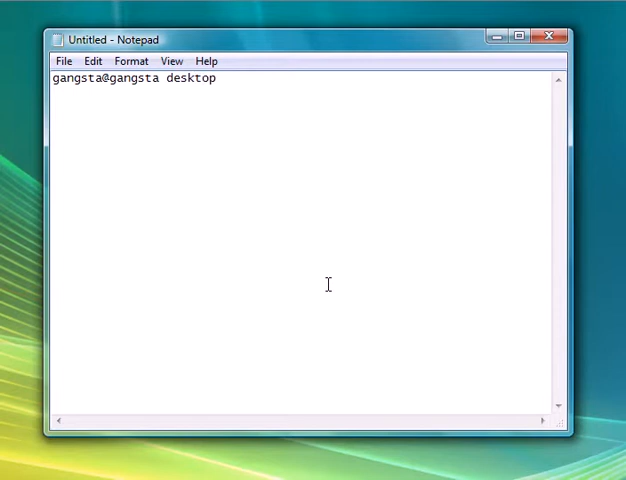 Untitled - Notepad
File Edit Format View Help
gangsta@gangsta desktop